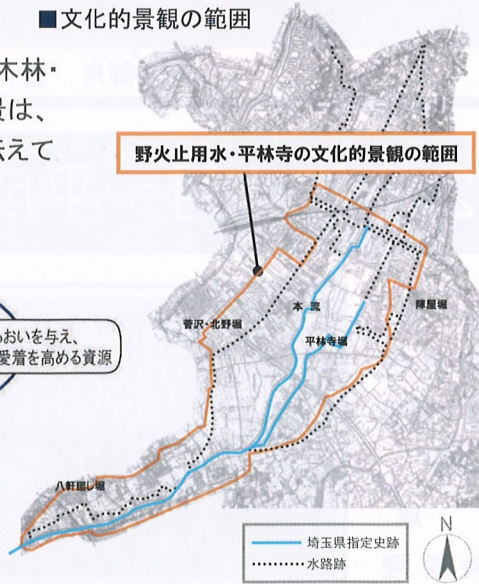 ■文化的景観の範囲
木林・
景は、
伝えて
野火止用水・平林寺の文化的景観の範囲
おいを与え、
愛着を高める資源
菅沢・北野堀
本流
陣屋堀
平林寺堀
八軒廻し堀
埼玉県指定史跡
水路跡
N